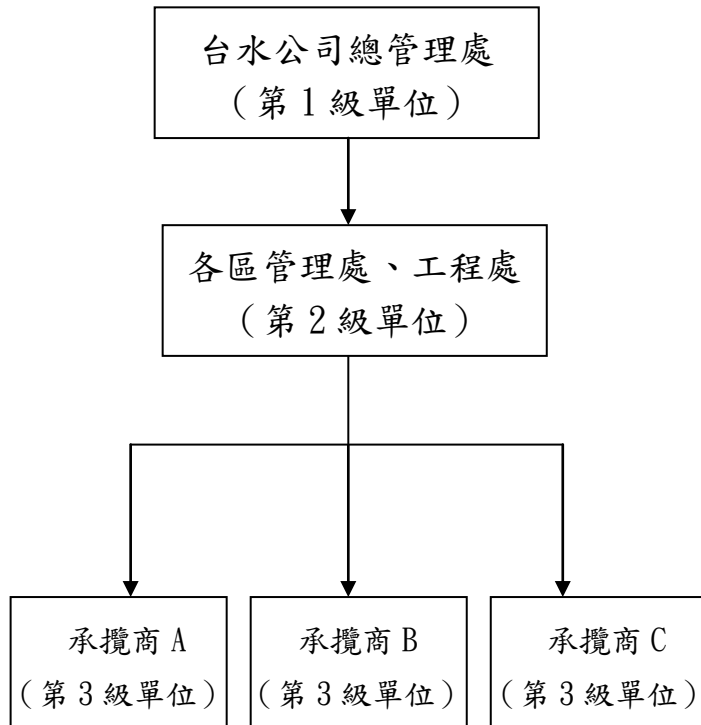 台水公司總管理處
（第1級單位）
各區管理處、工程處
（第2級單位）
承攬商A
（第3級單位）
承攬商B
（第3級單位）
承攬商C
（第3級單位）